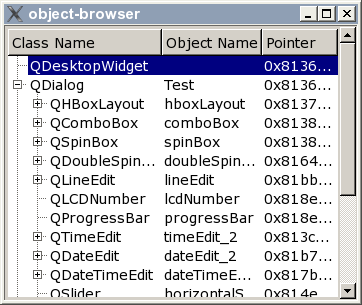 object-browser
Class Name Object Name Pointer
QDesktopWidget 0x8136...
QDialog Test 0x8136...
QHBoxLayout hboxLayout 0x8137...
QComboBox comboBox 0x8138...
QSpinBox spinBox 0x8138...
QDoubleSpin... doubleSpin... 0x8164...
QLineEdit lineEdit 0x81bb...
QLCDNumber lcdNumber 0x818e...
QProgressBar progressBar 0x818e...
QTimeEdit timeEdit_2 0x813c...
QDateEdit dateEdit_2 0x81b7...
QDateTimeEdit dateTimeE... 0x817b...
QSlider horizontalS... 0x814e...